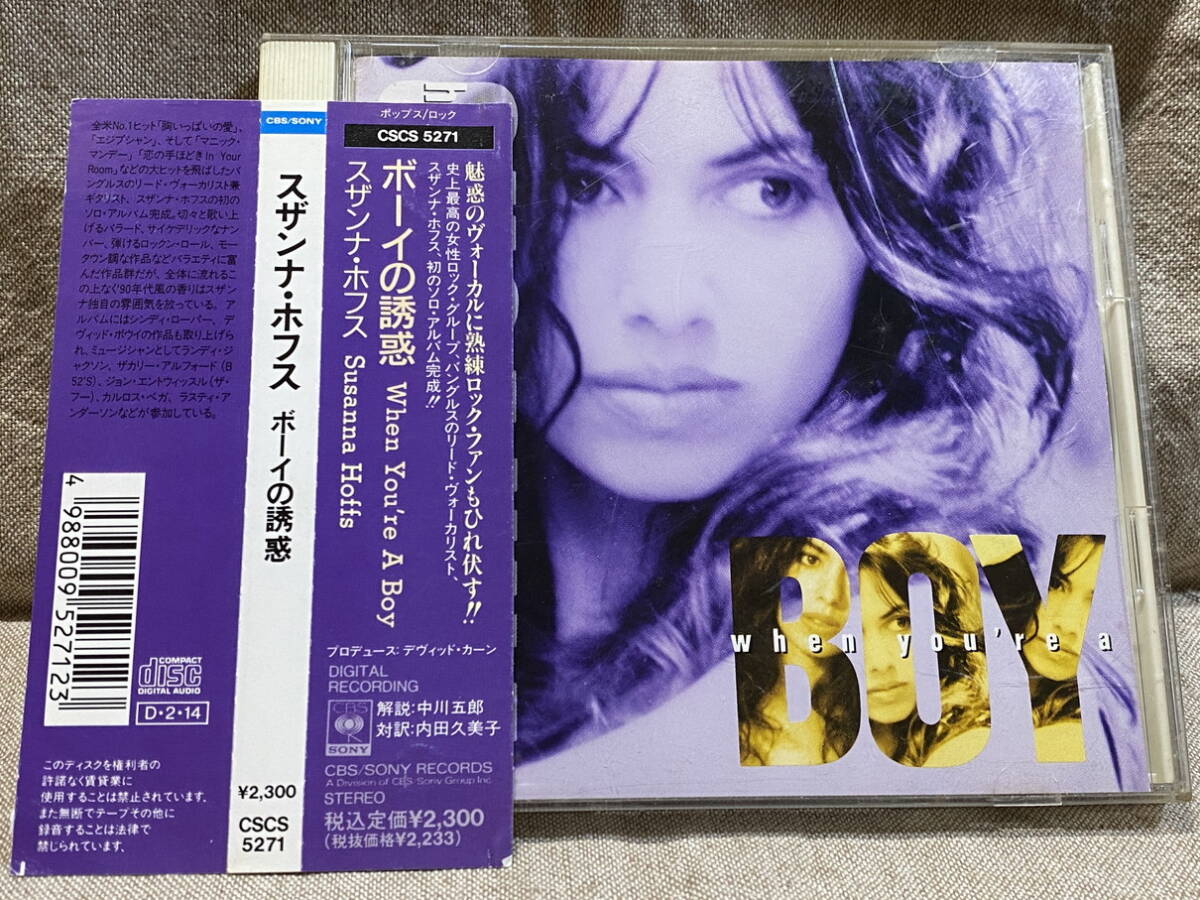 全米No.1ヒット「胸いっぱいの愛」、
「エジプシャン」、そして「マニック・
マンデー」「恋の手ほどきIn Your
Room」などの大ヒットを飛ばしたバ
ングルスのリード・ヴォーカリスト兼
ギタリスト、スザンナ・ホフスの初の
ソロ・アルバム完成。切々と歌い上
げるバラード、サイケデリックなナン
バー、弾けるロックン・ロール、モー
タウン調な作品などバラエティに富
んだ作品群だが、全体に流れるこ
の上なく'90年代風の香りはスザン
ナ独自の雰囲気を放っている。ア
ルバムにはシンディ・ローパー、デ
ヴィッド・ボウイの作品も取り上げら
れ、ミュージシャンとしてランディ・ジ
ャクソン、ザカリー・アルフォード(B
52'S)、ジョン・エントウィッスル(ザ・
フー)、カルロス・ベガ、ラスティ・ア
ンダーソンなどが参加している。
4988009527123
COMPACT
disc
DIGITAL AUDIO
D・2・14
このディスクを権利者の
許諾なく賃貸業に
使用することは禁止されています。
また無断でテープその他に
録音することは法律で
禁じられています。
CBS/SONY
スザンナ・ホフス ボーイの誘惑
¥2,300
CSCS
5271
ポップス/ロック
CSCS 5271
魅惑のヴォーカルに熟練ロック・ファンもひれ伏す!!
史上最高の女性ロック・グループ、バングルスのリード・ヴォーカリスト、
スザンナ・ホフス、初のソロ・アルバム完成!!
ボーイの誘惑 When You're A Boy
スザンナ・ホフス Susanna Hoffs
プロデュース:デヴィッド・カーン
DIGITAL
RECORDING
CBS
SONY
解説:中川五郎
対訳:内田久美子
CBS/SONY RECORDS
A Division of CBS/Sony Group Inc.
STEREO
税込定価¥2,300
(税抜価格¥2,233)
BOY
when you're a